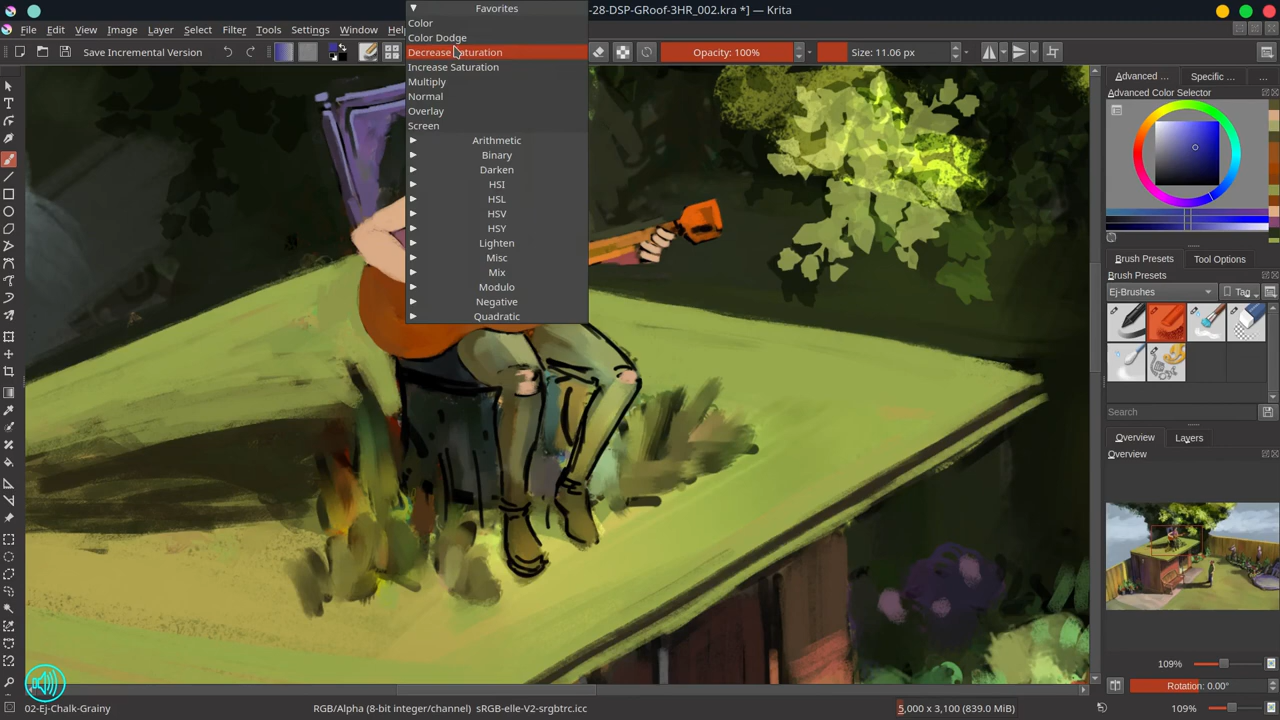 Favorites
-28-DSP-GRoof-3HR_002.kra *] — Krita
File Edit View Image Layer Select Filter Tools Settings Window Help
Save Incremental Version
Opacity: 100%
Size: 11.06 px
Color
Color Dodge
Decrease Saturation
Increase Saturation
Multiply
Normal
Overlay
Screen
Arithmetic
Binary
Darken
HSI
HSL
HSV
HSY
Lighten
Misc
Mix
Modulo
Negative
Quadratic
Advanced ... Specific ... ...
Advanced Color Selector
Brush Presets Tool Options
Brush Presets
Ej-Brushes Tag
Search
Overview Layers
Overview
109%
Rotation: 0.00°
109%
02-Ej-Chalk-Grainy
RGB/Alpha (8-bit integer/channel) sRGB-elle-V2-srgbtrc.icc
5,000 x 3,100 (839.0 MiB)